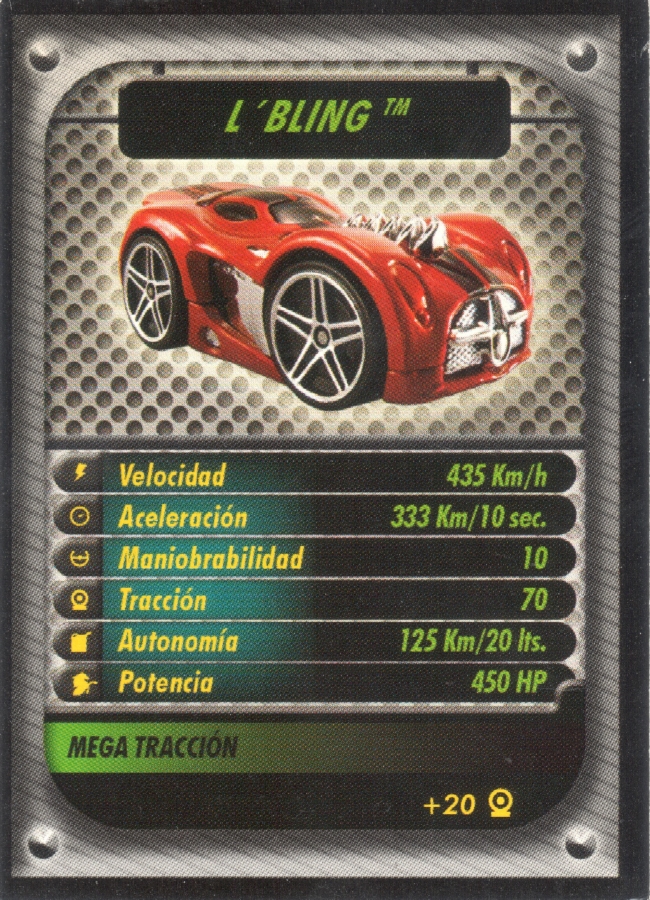 L ´BLING ™
Velocidad 435 Km/h
Aceleración 333 Km/10 sec.
Maniobrabilidad 10
Tracción 70
Autonomía 125 Km/20 lts.
Potencia 450 HP
MEGA TRACCIÓN
+20